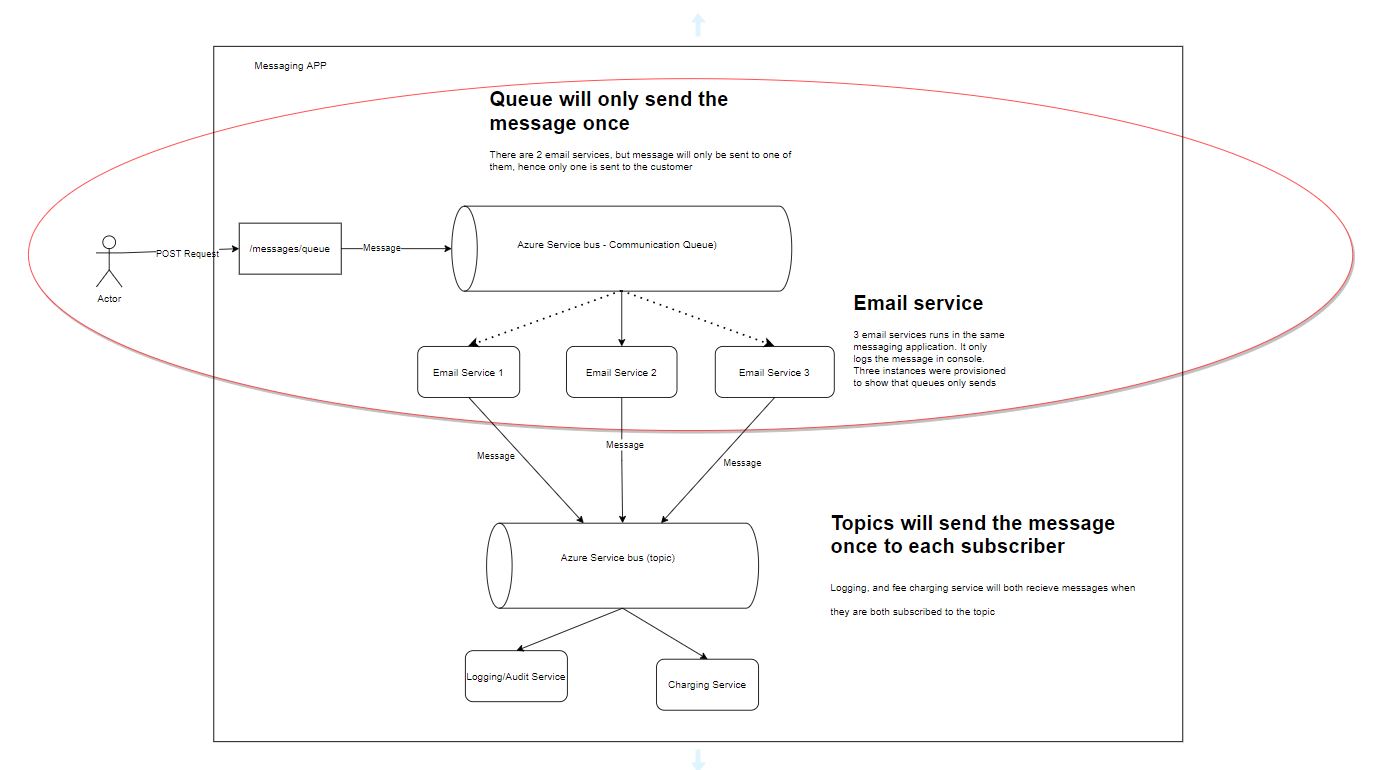 Messaging APP
Queue will only send the
message once
There are 2 email services, but message will only be sent to one of
them, hence only one is sent to the customer
Azure Service bus - Communication Queue)
/messages/queue
Message
POST Request
Actor
Email service
3 email services runs in the same
messaging application. It only
logs the message in console.
Three instances were provisioned
to show that queues only sends
Email Service 1
Email Service 2
Email Service 3
Message
Message
Message
Topics will send the message
once to each subscriber
Azure Service bus (topic)
Logging, and fee charging service will both recieve messages when
they are both subscribed to the topic
Logging/Audit Service
Charging Service